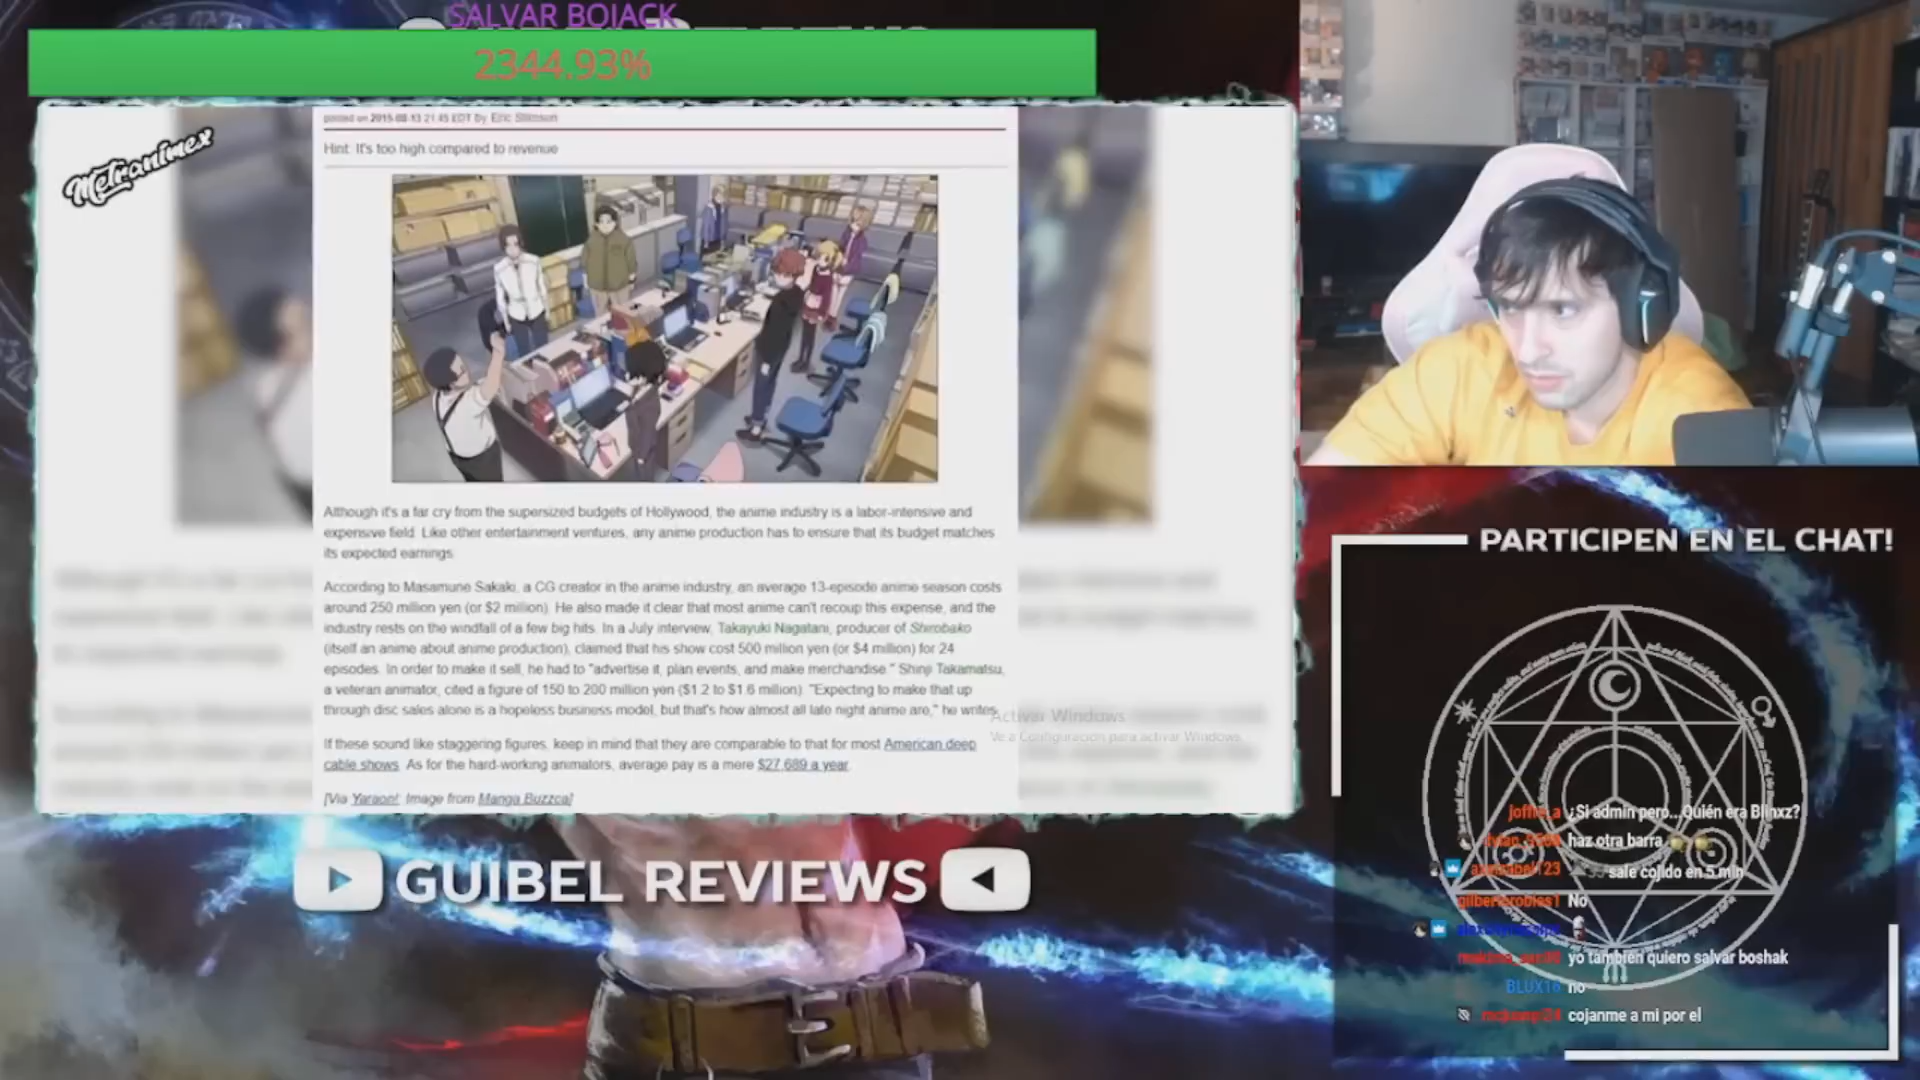 SALVAR BOJACK
2344.93%
Metranimex
posted on 2015-08-13 21:45 EDT by Eric Stimson
Hint: It's too high compared to revenue
Although it's a far cry from the supersized budgets of Hollywood, the anime industry is a labor-intensive and
expensive field. Like other entertainment ventures, any anime production has to ensure that its budget matches
its expected earnings.
According to Masamune Sakaki, a CG creator in the anime industry, an average 13-episode anime season costs
around 250 million yen (or $2 million). He also made it clear that most anime can't recoup this expense, and the
industry rests on the windfall of a few big hits. In a July interview, Takayuki Nagatani, producer of Shirobako
(itself an anime about anime production), claimed that his show cost 500 million yen (or $4 million) for 24
episodes. In order to make it sell, he had to "advertise it, plan events, and make merchandise." Shinji Takamatsu,
a veteran animator, cited a figure of 150 to 200 million yen ($1.2 to $1.6 million). "Expecting to make that up
through disc sales alone is a hopeless business model, but that's how almost all late night anime are," he writes.
If these sound like staggering figures, keep in mind that they are comparable to that for most American deep
cable shows. As for the hard-working animators, average pay is a mere $27,689 a year.
[Via Yaraon!; Image from Manga Buzzca]
Activar Windows
Ve a Configuración para activar Windows.
GUIBEL REVIEWS
PARTICIPEN EN EL CHAT!
¿Si admin pero...Quién era Blinxz?
haz otra barra
sale cojido en 5 min
gilbertorobles1 No
yo también quiero salvar boshak
BLUX16 no
cojanme a mi por el